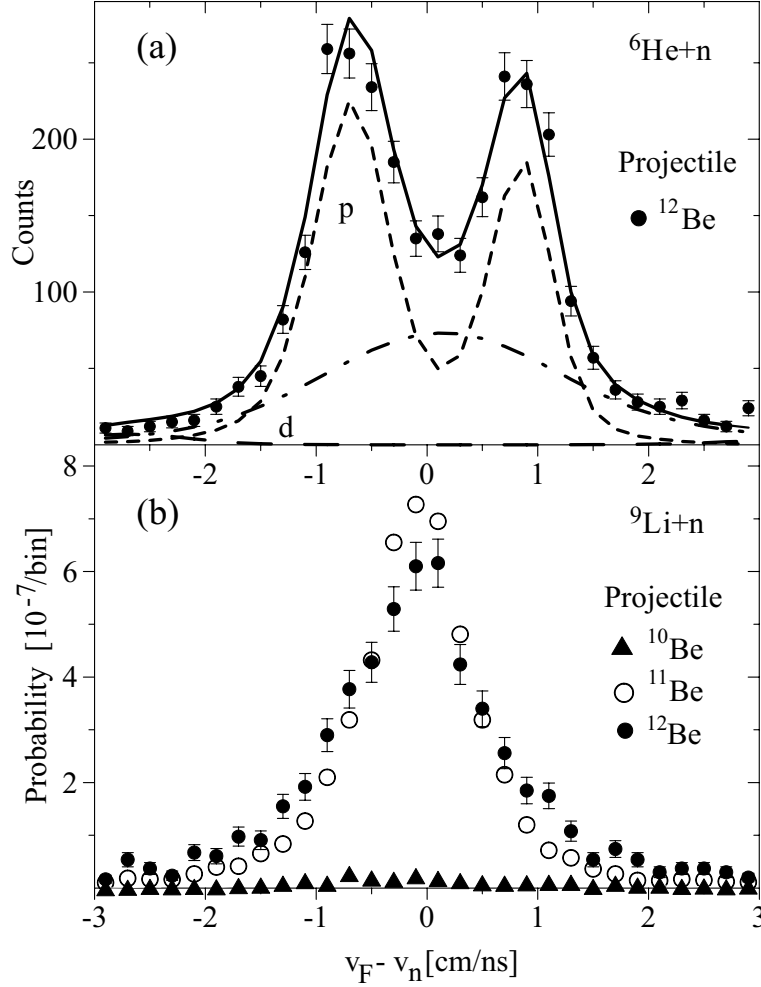 (a)
⁶He+n
200
100
Counts
Projectile
● ¹²Be
p
d
-2 -1 0 1 2
(b)
⁹Li+n
8
6
4
2
Probability [10⁻⁷/bin]
Projectile
▲ ¹⁰Be
○ ¹¹Be
● ¹²Be
-3 -2 -1 0 1 2 3
v_F - v_n [cm/ns]